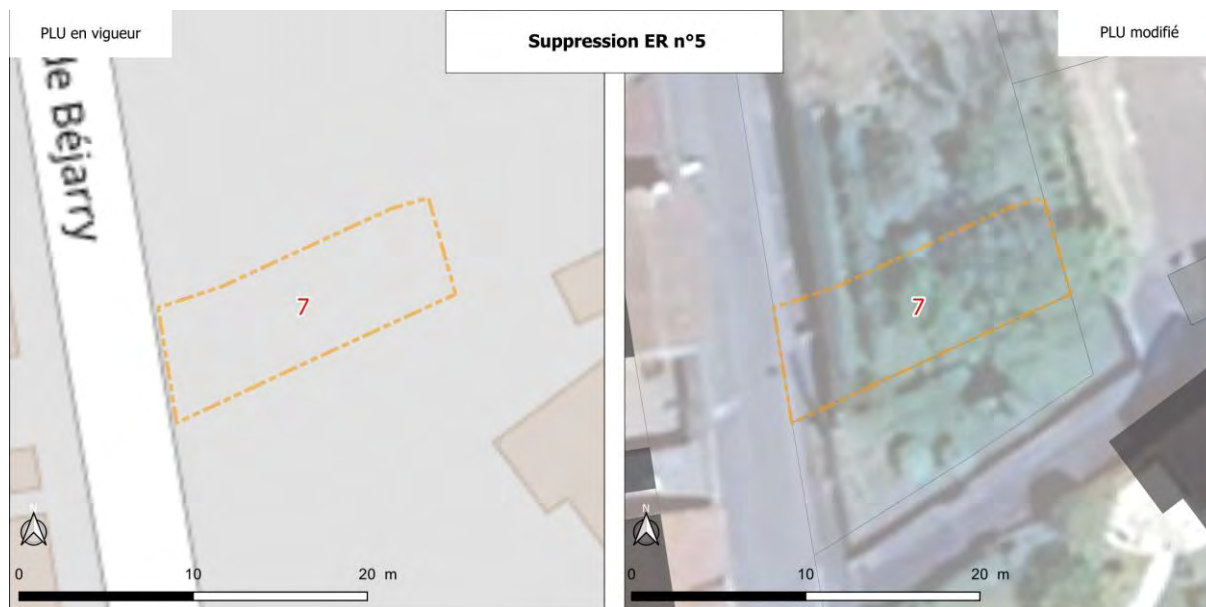 PLU en vigueur
Suppression ER n°5
PLU modifié
de Béjarry
7
7
N
0 10 20 m
N
0 10 20 m